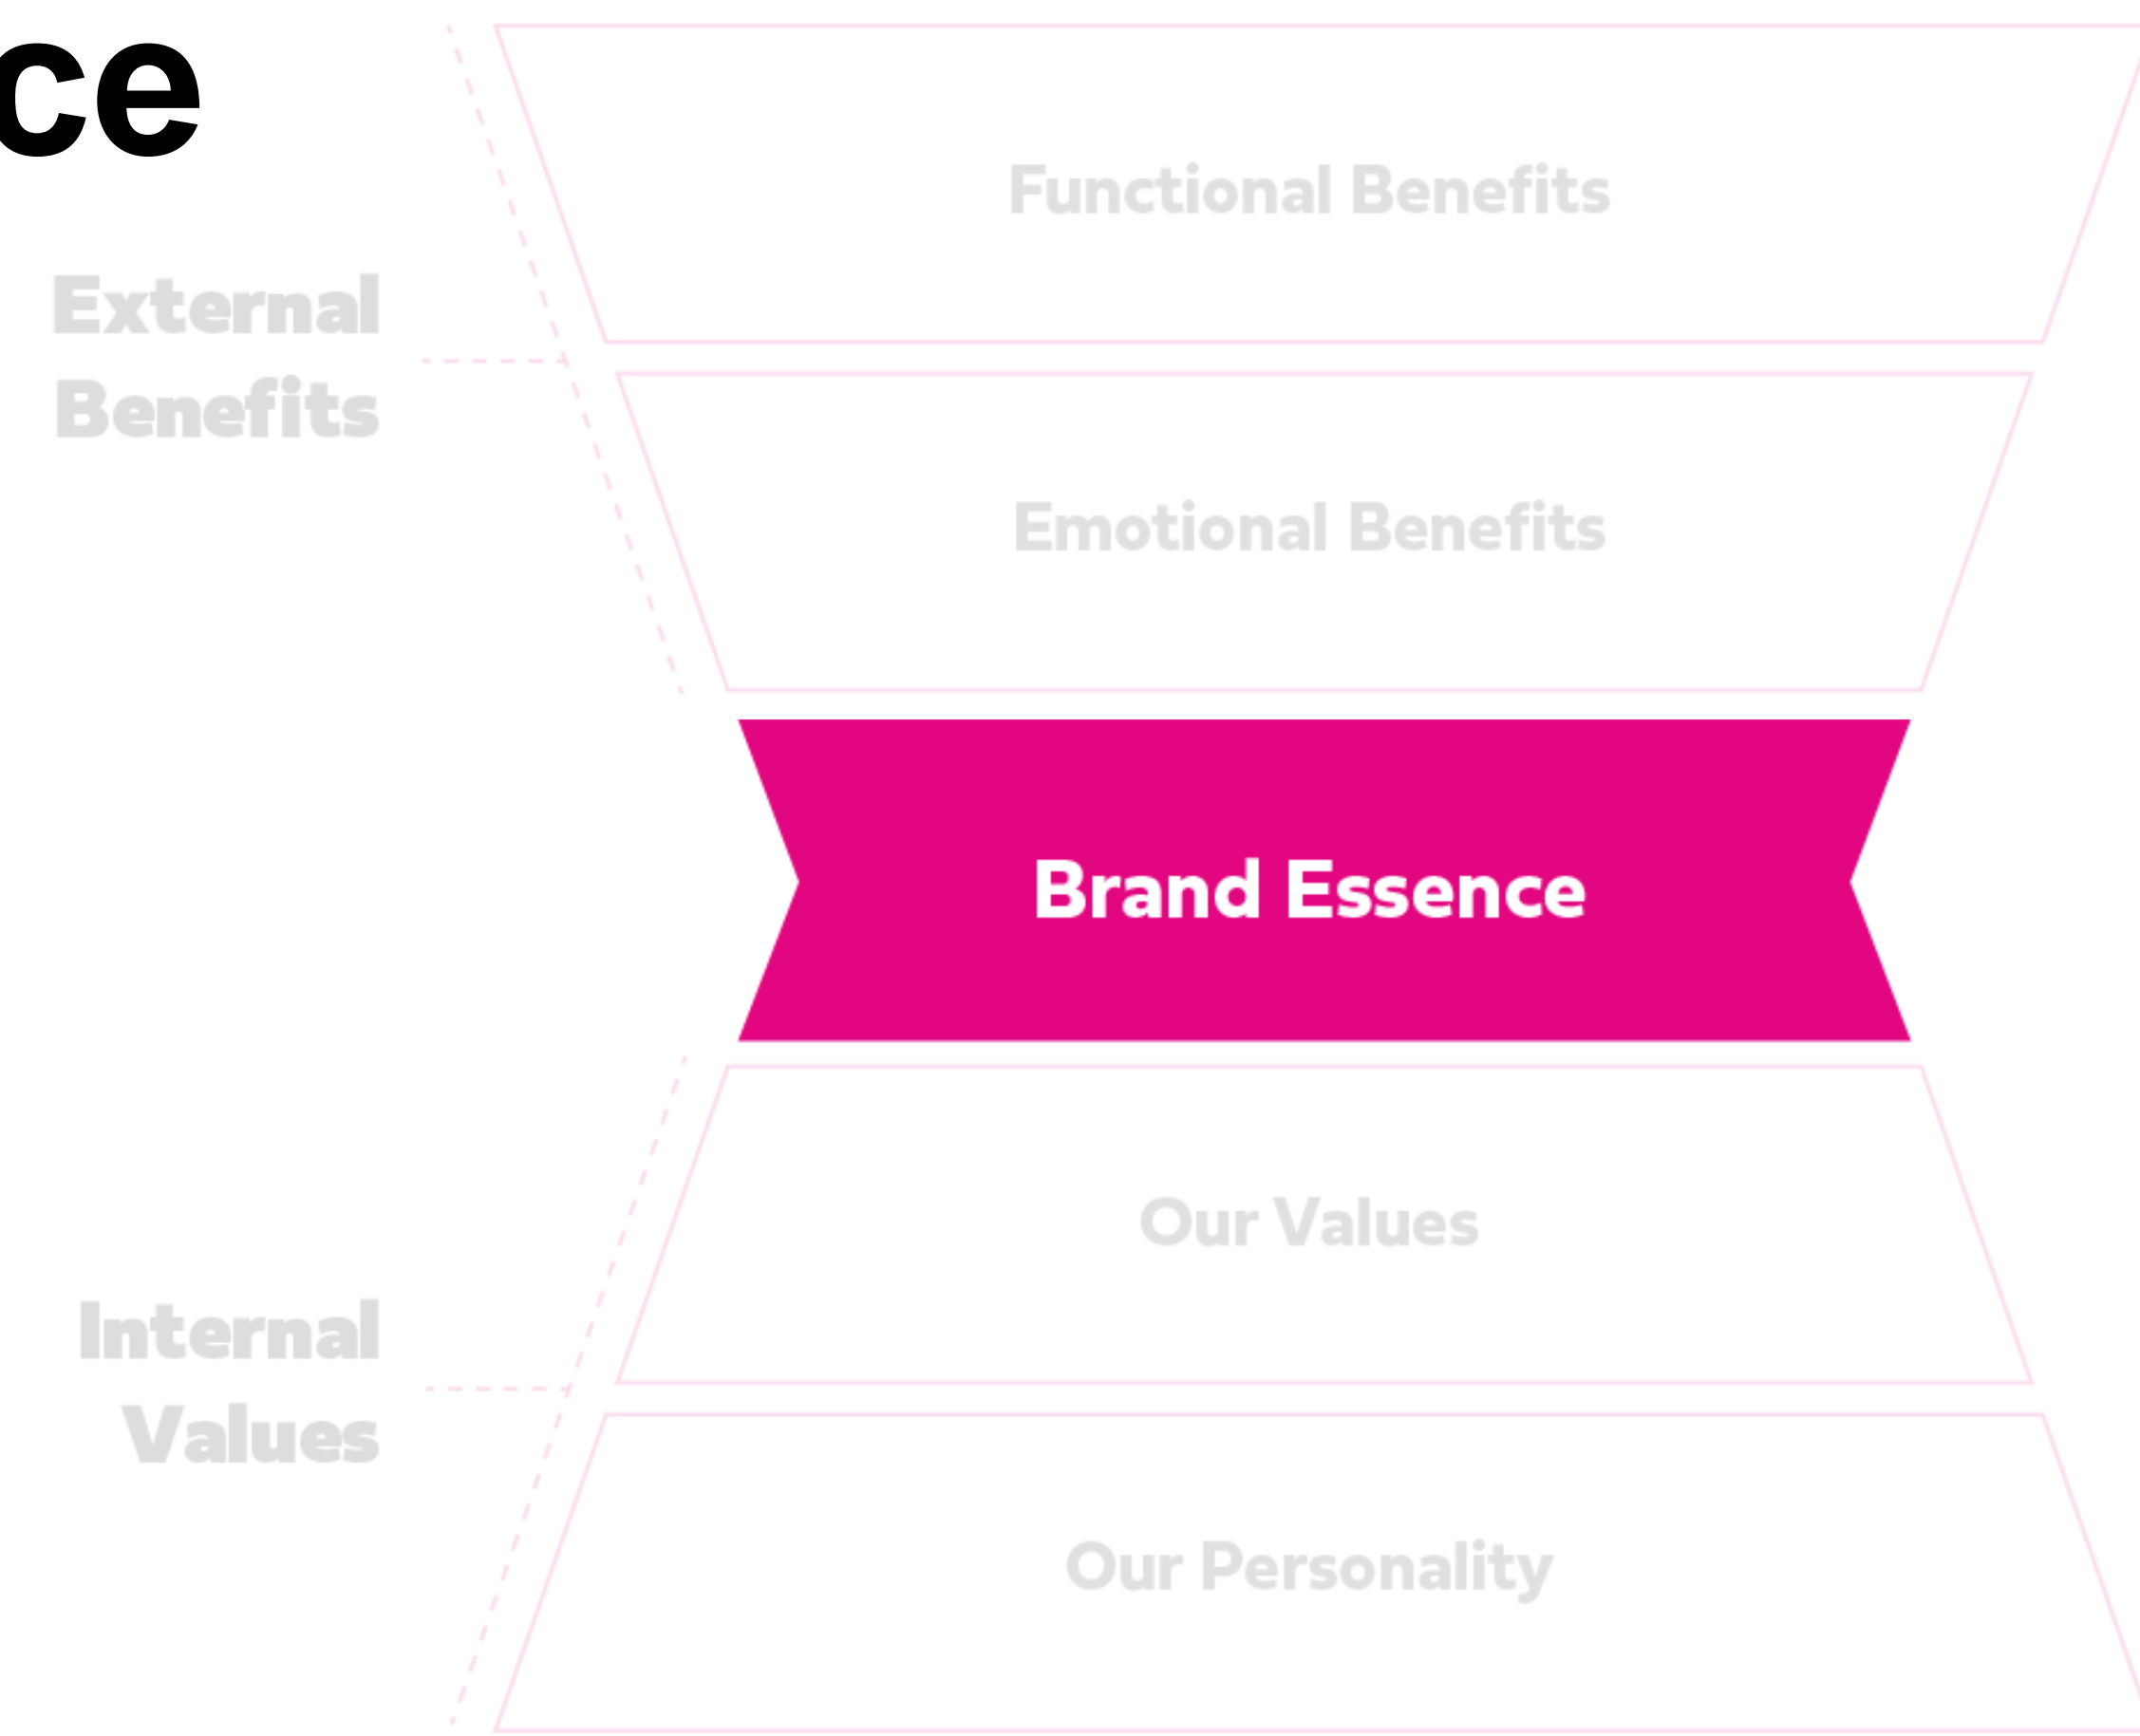 ce
Functional Benefits
External
Benefits
Emotional Benefits
Brand Essence
Our Values
Internal
Values
Our Personality